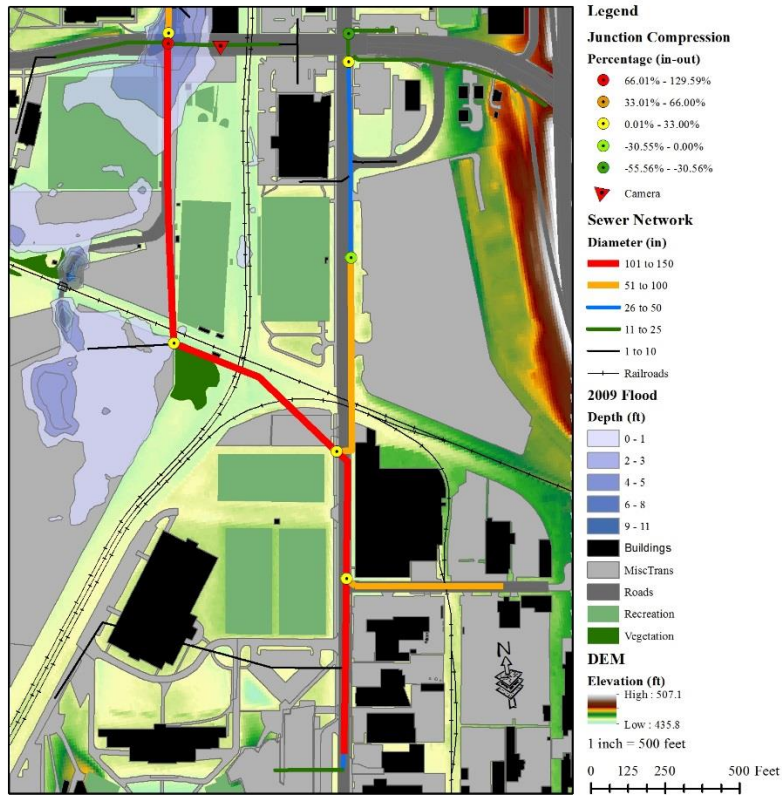 Legend
Junction Compression
Percentage (in-out)
66.01% - 129.59%
33.01% - 66.00%
0.01% - 33.00%
-30.55% - 0.00%
-55.56% - -30.56%
Camera
Sewer Network
Diameter (in)
101 to 150
51 to 100
26 to 50
11 to 25
1 to 10
Railroads
2009 Flood
Depth (ft)
0 - 1
2 - 3
4 - 5
6 - 8
9 - 11
Buildings
MiscTrans
Roads
Recreation
Vegetation
N
DEM
Elevation (ft)
High : 507.1
Low : 435.8
1 inch = 500 feet
0 125 250 500 Feet